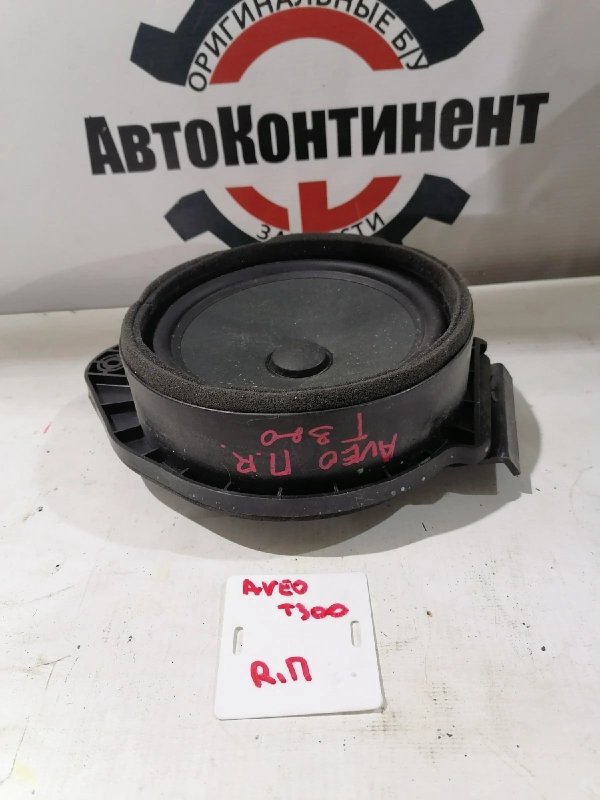 ОРИГИНАЛЬНЫЕ Б/У
АВТОКОНТИНЕНТ
AVEO П.R.
T300
AVEO
T300
R.П